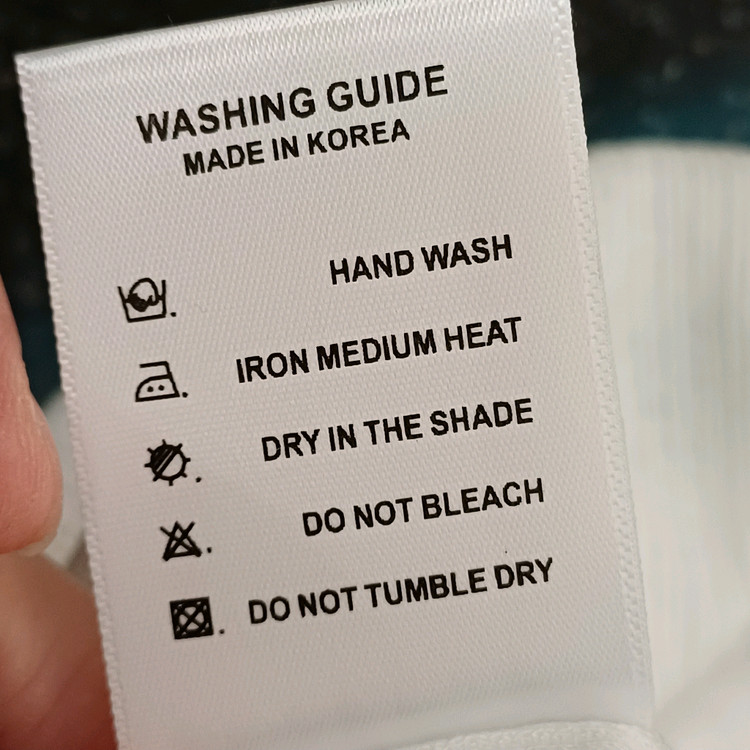 WASHING GUIDE
MADE IN KOREA
HAND WASH
IRON MEDIUM HEAT
DRY IN THE SHADE
DO NOT BLEACH
DO NOT TUMBLE DRY